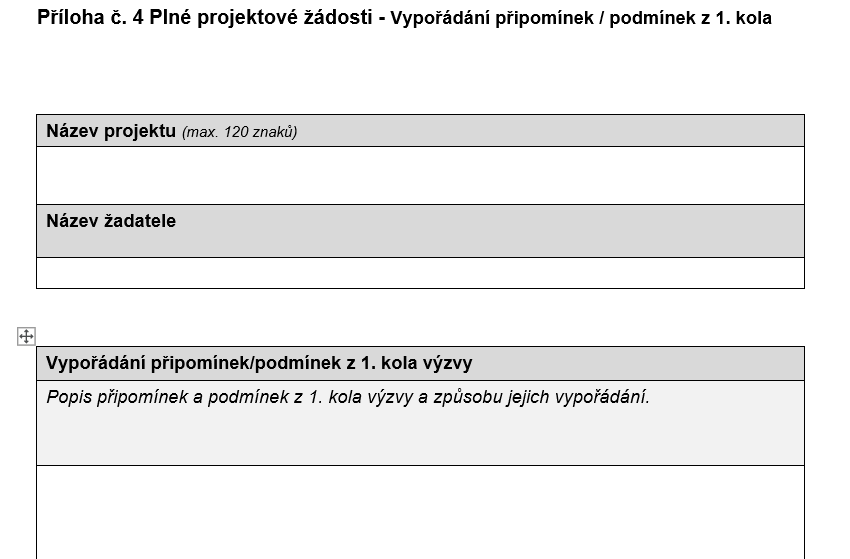 Příloha č. 4 Plné projektové žádosti - Vypořádání připomínek / podmínek z 1. kola
Název projektu (max. 120 znaků)
Název žadatele
Vypořádání připomínek/podmínek z 1. kola výzvy
Popis připomínek a podmínek z 1. kola výzvy a způsobu jejich vypořádání.